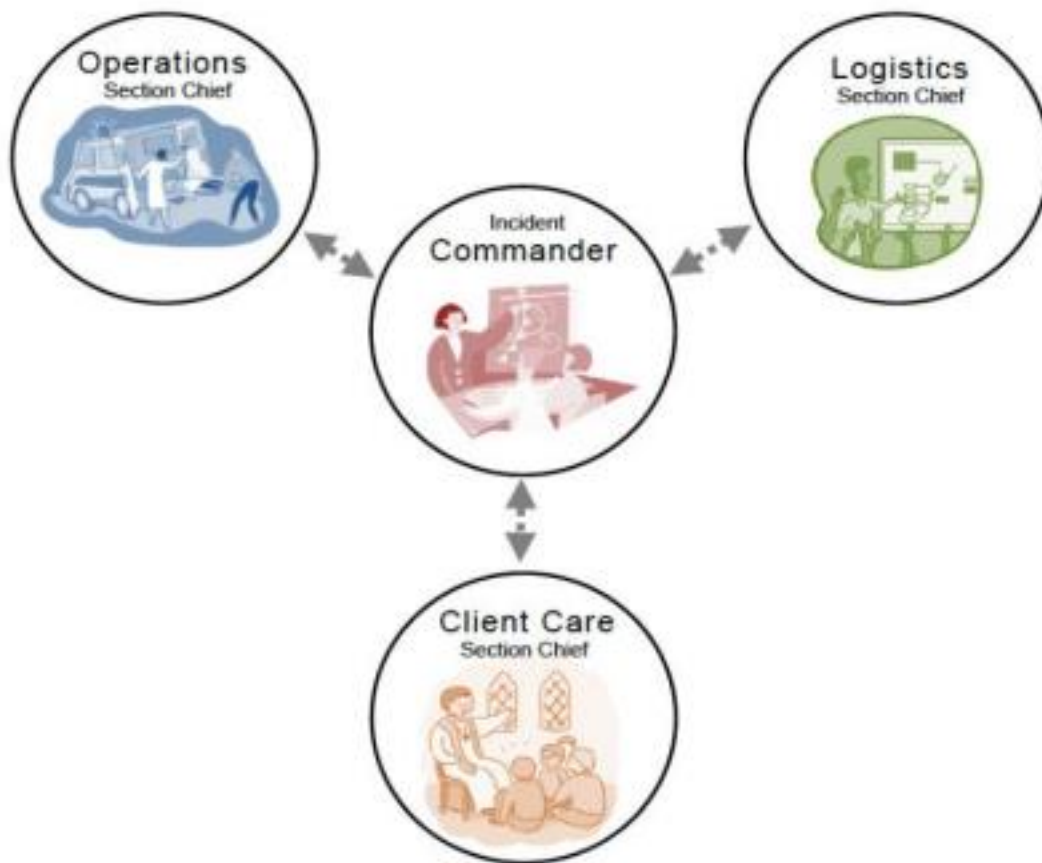 Operations
Section Chief
Logistics
Section Chief
Incident
Commander
Client Care
Section Chief